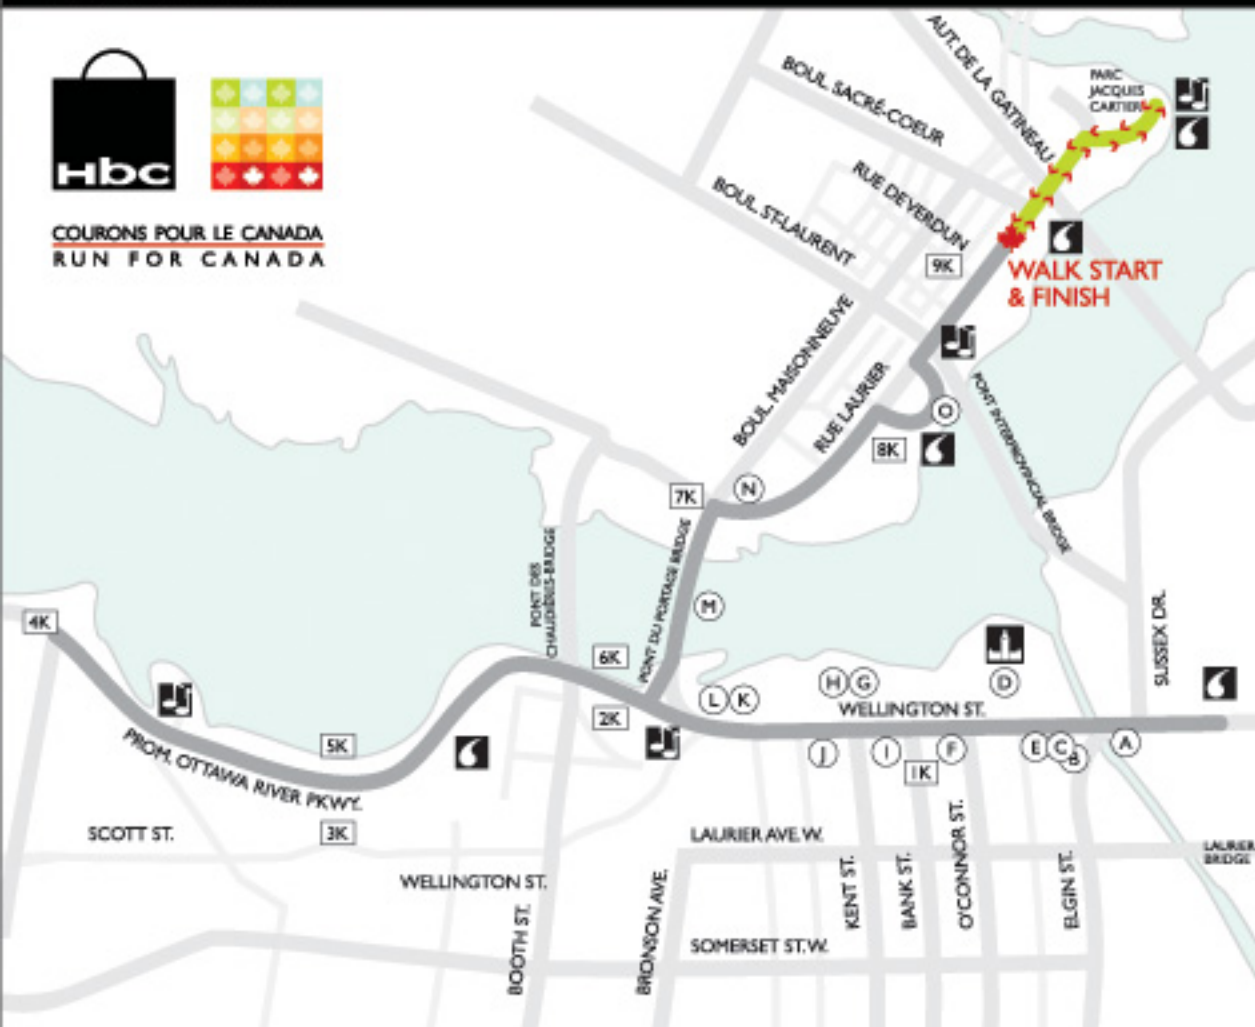 Hbc
COURONS POUR LE CANADA
RUN FOR CANADA
AUT. DE LA GATINEAU
PARC
JACQUES
CARTIER
BOUL SACRÉ-COEUR
RUE DEVERDUN
BOUL ST-LAURENT
9K
WALK START
& FINISH
BOUL MAISONNEUVE
RUE LAURIER
PONT INTERPROVINCIAL BRIDGE
O
8K
7K
N
PONT DES
CHAUDIÈRES-BRIDGE
PONT DU PORTAGE BRIDGE
M
4K
6K
2K
L
K
H
G
D
WELLINGTON ST.
SUSSEX DR.
J
I
1K
F
E
C
B
A
5K
PROM. OTTAWA RIVER PKWY.
3K
SCOTT ST.
LAURIER AVE. W.
LAURIER
BRIDGE
WELLINGTON ST.
BOOTH ST.
BRONSON AVE.
KENT ST.
BANK ST.
O'CONNOR ST.
ELGIN ST.
SOMERSET ST. W.